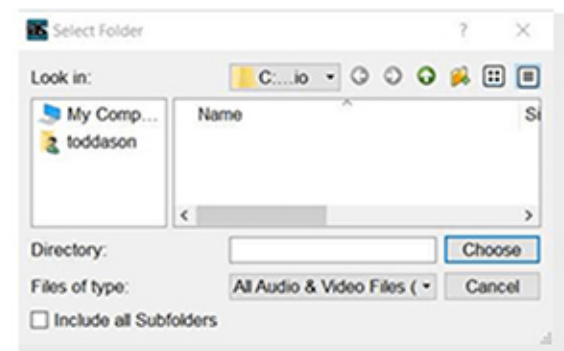 Select Folder
?
Look in:
C:...io
My Comp...
toddason
Name
Si
Directory:
Choose
Files of type:
All Audio & Video Files (
Cancel
Include all Subfolders